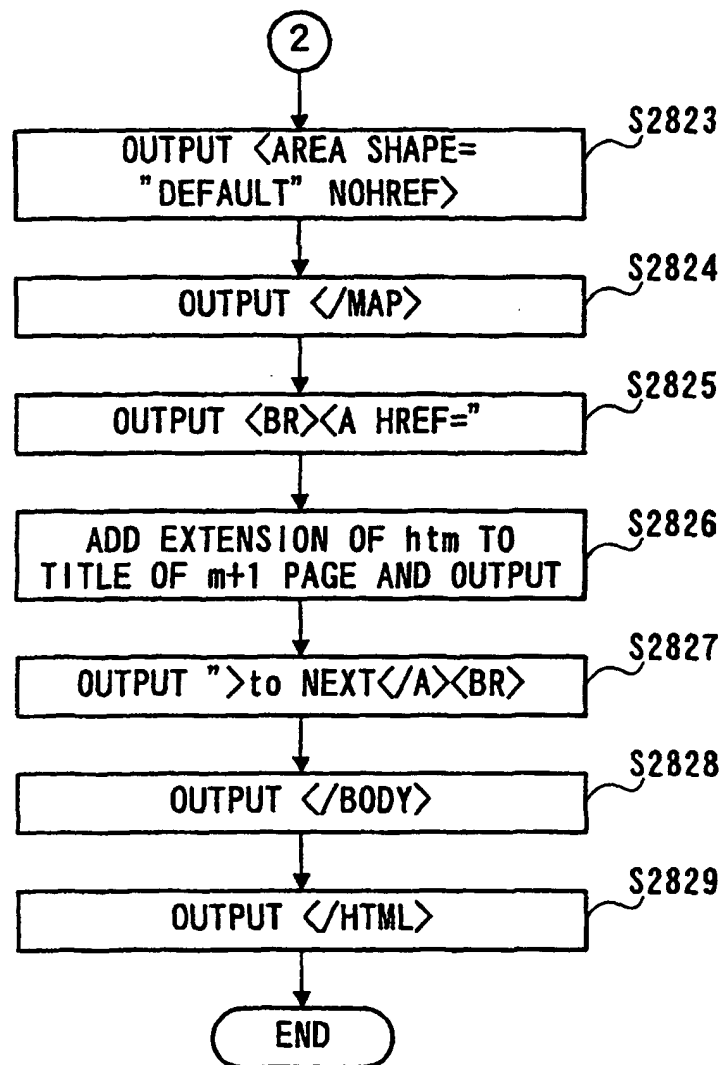 2
S2823
OUTPUT <AREA SHAPE=
"DEFAULT" NOHREF>
S2824
OUTPUT </MAP>
S2825
OUTPUT <BR><A HREF="
S2826
ADD EXTENSION OF htm TO
TITLE OF m+1 PAGE AND OUTPUT
S2827
OUTPUT ">to NEXT</A><BR>
S2828
OUTPUT </BODY>
S2829
OUTPUT </HTML>
END